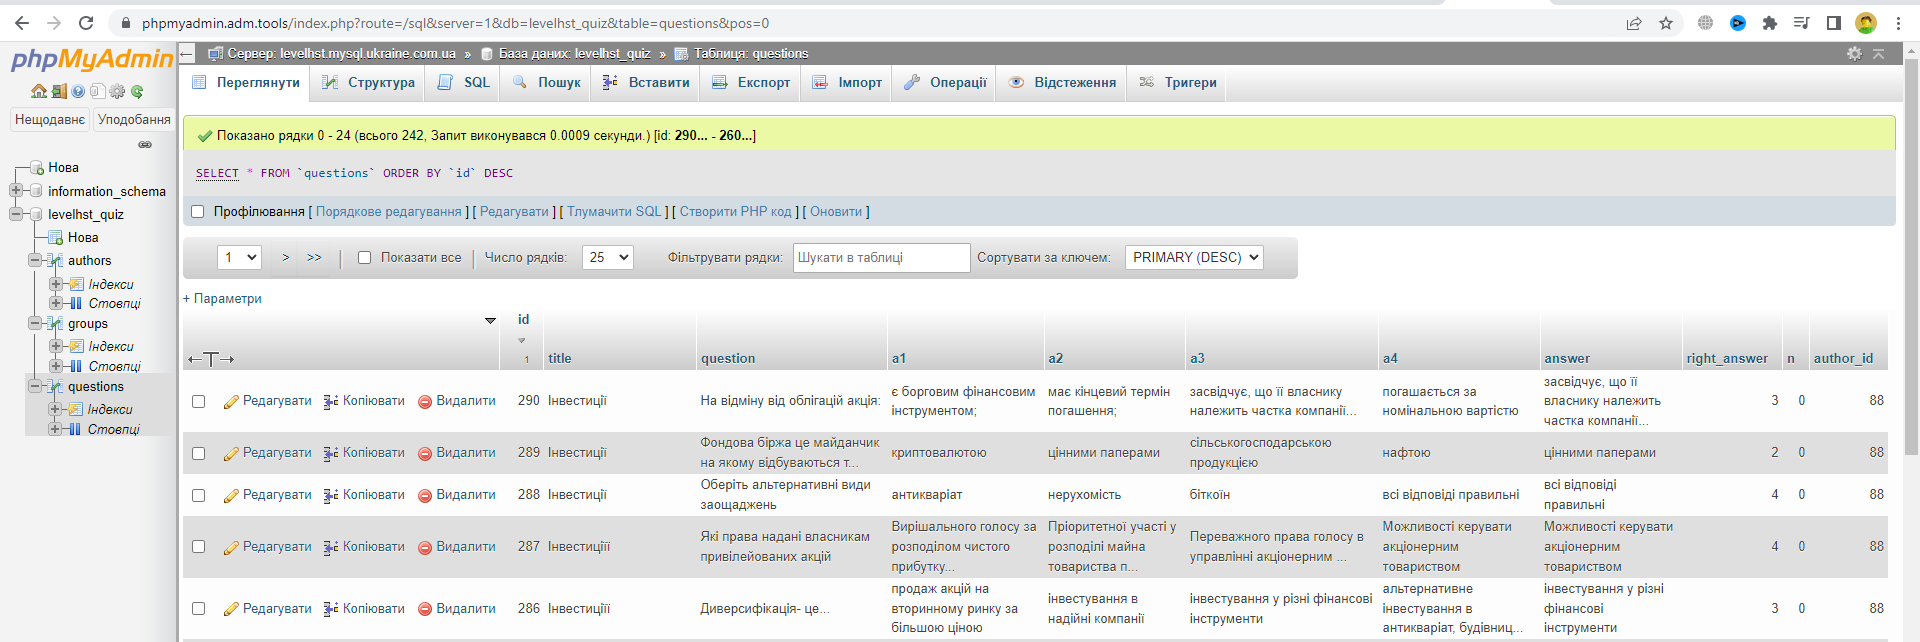 phpmyadmin.adm.tools/index.php?route=/sql&server=1&db=levelhst_quiz&table=questions&pos=0
phpMyAdmin
Нещодавнє Уподобання
Нова
information_schema
levelhst_quiz
Нова
authors
Індекси
Стовпці
groups
Індекси
Стовпці
questions
Індекси
Стовпці
Сервер: levelhst.mysql.ukraine.com.ua » База даних: levelhst_quiz » Таблиця: questions
Переглянути Структура SQL Пошук Вставити Експорт Імпорт Операції Відстеження Тригери
Показано рядки 0 - 24 (всього 242, Запит виконувався 0.0009 секунди.) [id: 290... - 260...]
SELECT * FROM `questions` ORDER BY `id` DESC
Профілювання [ Порядкове редагування ] [ Редагувати ] [ Тлумачити SQL ] [ Створити PHP код ] [ Оновити ]
1 > >> Показати все Число рядків: 25 Фільтрувати рядки: Шукати в таблиці Сортувати за ключем: PRIMARY (DESC)
+ Параметри
←T→ id 1 title question a1 a2 a3 a4 answer right_answer n author_id
Редагувати Копіювати Видалити 290 Інвестиції На відміну від облігацій акція: є борговим фінансовим інструментом; має кінцевий термін погашення; засвідчує, що її власнику належить частка компанії... погашається за номінальною вартістю засвідчує, що її власнику належить частка компанії... 3 0 88
Редагувати Копіювати Видалити 289 Інвестиції Фондова біржа це майданчик на якому відбуваються т... криптовалютою цінними паперами сільськогосподарською продукцією нафтою цінними паперами 2 0 88
Редагувати Копіювати Видалити 288 Інвестиції Оберіть альтернативні види заощаджень антикваріат нерухомість біткоїн всі відповіді правильні всі відповіді правильні 4 0 88
Редагувати Копіювати Видалити 287 Інвестиціїї Які права надані власникам привілейованих акцій Вирішального голосу за розподілом чистого прибутку... Пріоритетної участі у розподілі майна товариства п... Переважного права голосу в управлінні акціонерним ... Можливості керувати акціонерним товариством Можливості керувати акціонерним товариством 4 0 88
Редагувати Копіювати Видалити 286 Інвестиціїї Диверсифікація- це... продаж акцій на вторинному ринку за більшою ціною інвестування в надійні компанії інвестування у різні фінансові інструменти альтернативне інвестування в антикваріат, будівниц... інвестування у різні фінансові інструменти 3 0 88